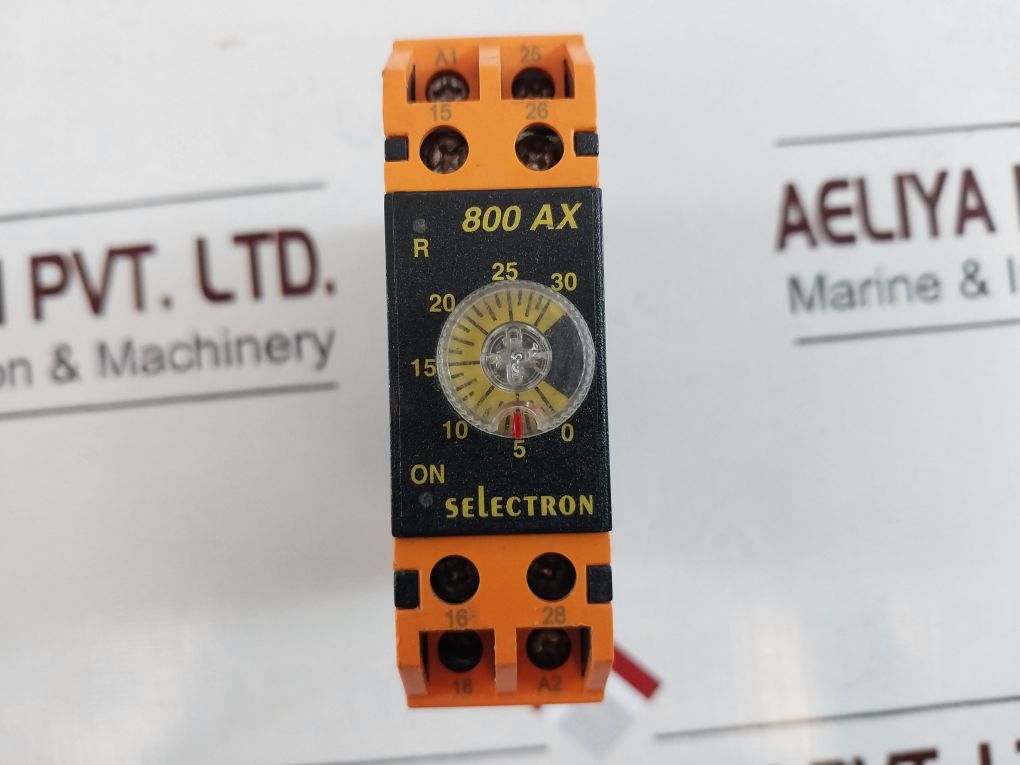 A1 25
15 26
800 AX
R
25
30
20
15
10
5
0
ON
SELECTRON
16 28
18 A2
PVT. LTD.
on & Machinery
AELIYA
Marine & I